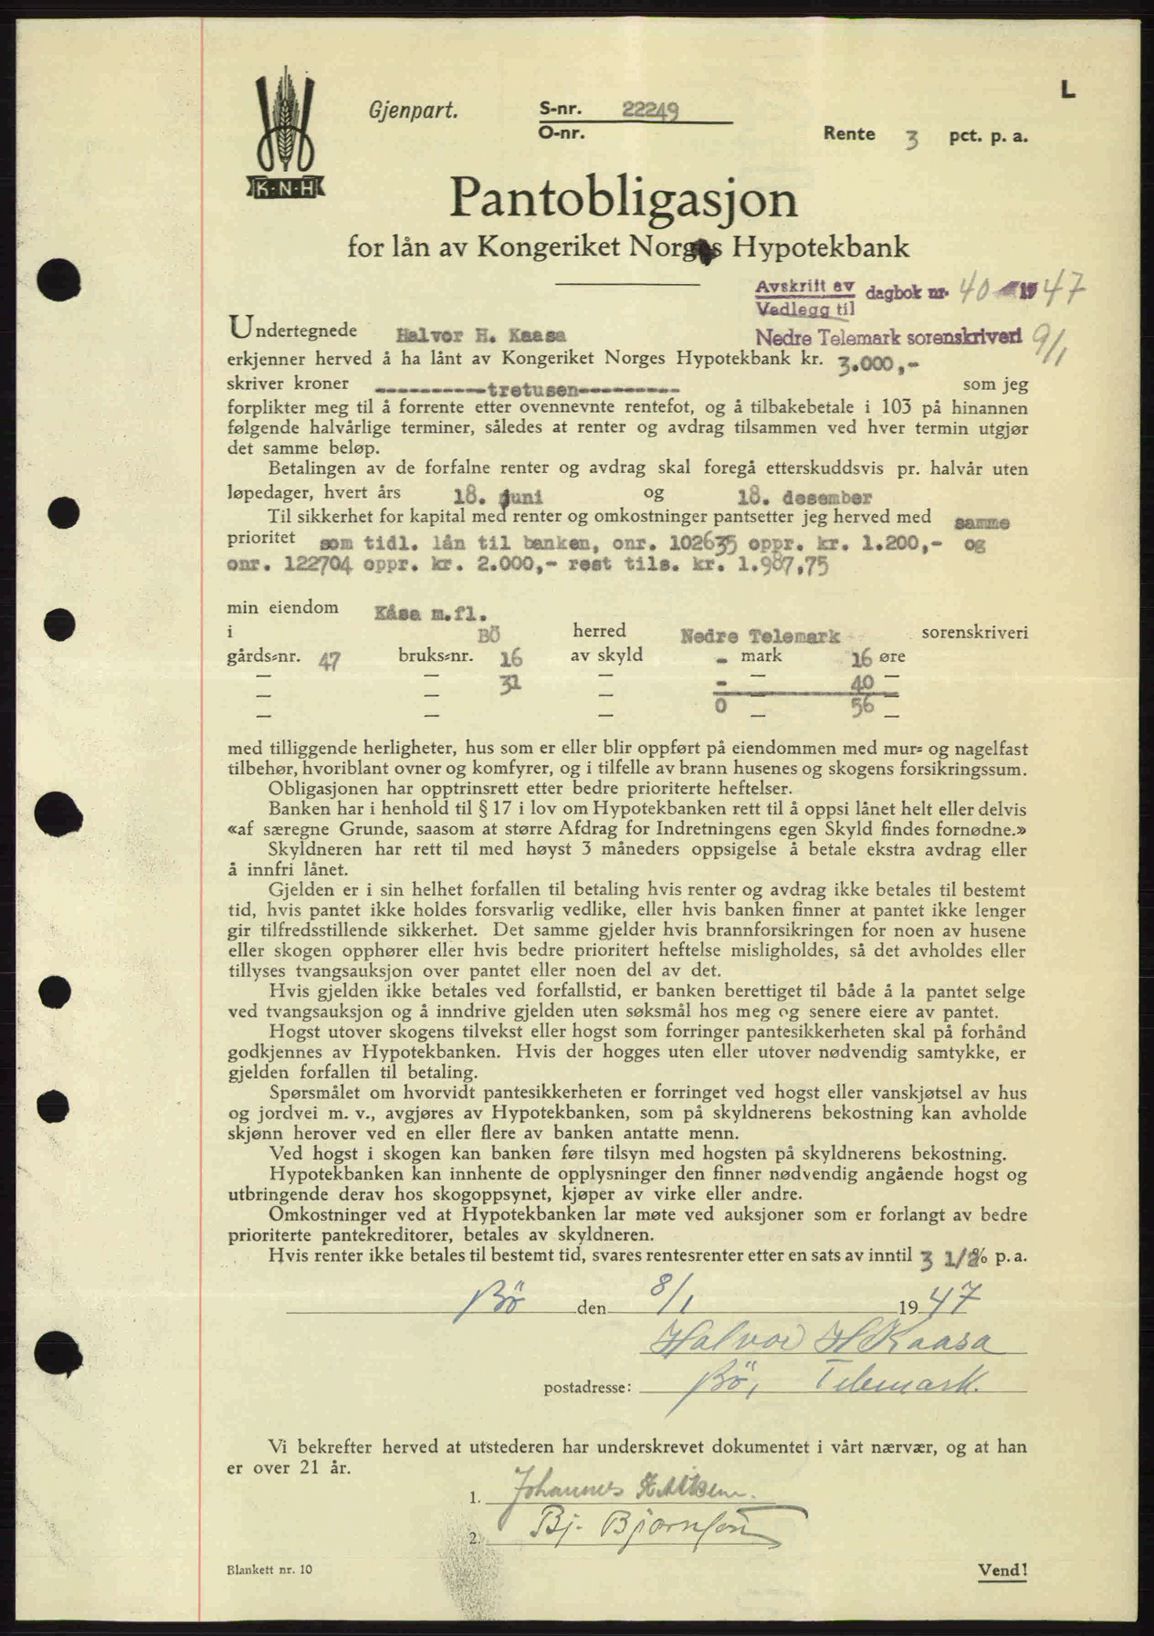 L
Gjenpart.
S-nr. 22249
O-nr.
Rente 3 pct. p. a.
K·N·H
Pantobligasjon
for lån av Kongeriket Norges Hypotekbank
Avskrift av
Vedlegg til dagbok nr. 40 1947
Nedre Telemark sorenskriveri 9/1
Undertegnede Halvor H. Kaasa
erkjenner herved å ha lånt av Kongeriket Norges Hypotekbank kr. 3.000,-
skriver kroner ----------tretusen---------- som jeg
forplikter meg til å forrente etter ovennevnte rentefot, og å tilbakebetale i 103 på hinannen
følgende halvårlige terminer, således at renter og avdrag tilsammen ved hver termin utgjør
det samme beløp.
Betalingen av de forfalne renter og avdrag skal foregå etterskuddsvis pr. halvår uten
løpedager, hvert års 18. juni og 18. desember
Til sikkerhet for kapital med renter og omkostninger pantsetter jeg herved med samme
prioritet som tidl. lån til banken, onr. 102635 oppr. kr. 1.200,- og
onr. 122704 oppr. kr. 2.000,- rest tils. kr. 1.987,75
min eiendom Kåsa m.fl.
i BÖ herred Nedre Telemark sorenskriveri
gårds-nr. 47 bruks-nr. 16 av skyld - mark 16 øre
— — 31 — - — 40 —
— — — 0 — 56 —
med tilliggende herligheter, hus som er eller blir oppført på eiendommen med mur- og nagelfast
tilbehør, hvoriblant ovner og komfyrer, og i tilfelle av brann husenes og skogens forsikringssum.
Obligasjonen har opptrinsrett etter bedre prioriterte heftelser.
Banken har i henhold til § 17 i lov om Hypotekbanken rett til å oppsi lånet helt eller delvis
«af særegne Grunde, saasom at større Afdrag for Indretningens egen Skyld findes fornødne.»
Skyldneren har rett til med høyst 3 måneders oppsigelse å betale ekstra avdrag eller
å innfri lånet.
Gjelden er i sin helhet forfallen til betaling hvis renter og avdrag ikke betales til bestemt
tid, hvis pantet ikke holdes forsvarlig vedlike, eller hvis banken finner at pantet ikke lenger
gir tilfredsstillende sikkerhet. Det samme gjelder hvis brannforsikringen for noen av husene
eller skogen opphører eller hvis bedre prioritert heftelse misligholdes, så det avholdes eller
tillyses tvangsauksjon over pantet eller noen del av det.
Hvis gjelden ikke betales ved forfallstid, er banken berettiget til både å la pantet selge
ved tvangsauksjon og å inndrive gjelden uten søksmål hos meg og senere eiere av pantet.
Hogst utover skogens tilvekst eller hogst som forringer pantesikkerheten skal på forhånd
godkjennes av Hypotekbanken. Hvis der hogges uten eller utover nødvendig samtykke, er
gjelden forfallen til betaling.
Spørsmålet om hvorvidt pantesikkerheten er forringet ved hogst eller vanskjøtsel av hus
og jordvei m. v., avgjøres av Hypotekbanken, som på skyldnerens bekostning kan avholde
skjønn herover ved en eller flere av banken antatte menn.
Ved hogst i skogen kan banken føre tilsyn med hogsten på skyldnerens bekostning.
Hypotekbanken kan innhente de opplysninger den finner nødvendig angående hogst og
utbringende derav hos skogoppsynet, kjøper av virke eller andre.
Omkostninger ved at Hypotekbanken lar møte ved auksjoner som er forlangt av bedre
prioriterte pantekreditorer, betales av skyldneren.
Hvis renter ikke betales til bestemt tid, svares rentesrenter etter en sats av inntil 3 1/2% p. a.
Bö den 8/1 1947
Halvor H Kaasa
postadresse: Bö, Telemark.
Vi bekrefter herved at utstederen har underskrevet dokumentet i vårt nærvær, og at han
er over 21 år.
1. Johannes
2. Bj. Bjørnson
Blankett nr. 10
Vend!